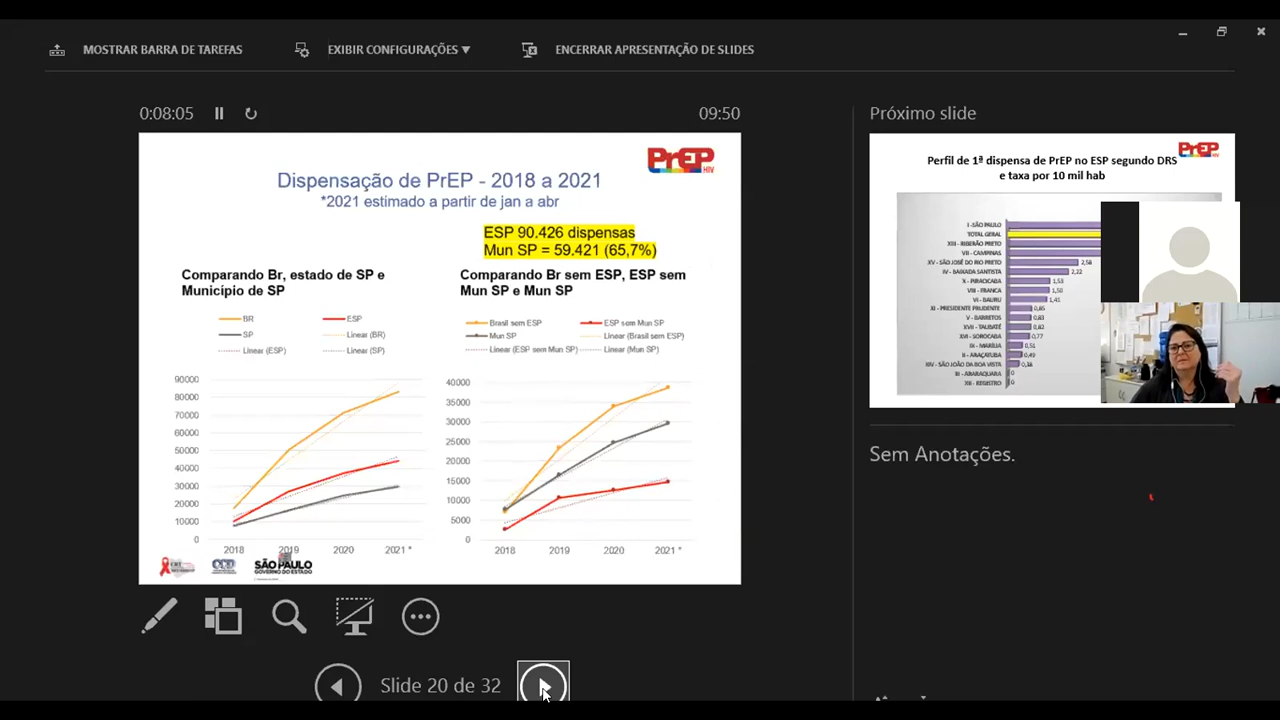 MOSTRAR BARRA DE TAREFAS
EXIBIR CONFIGURAÇÕES ▼
ENCERRAR APRESENTAÇÃO DE SLIDES
0:08:05
09:50
PrEP
HIV
Dispensação de PrEP - 2018 a 2021
*2021 estimado a partir de jan a abr
ESP 90.426 dispensas
Mun SP = 59.421 (65,7%)
Comparando Br, estado de SP e
Município de SP
BR ESP
SP Linear (BR)
Linear (ESP) Linear (SP)
90000
80000
70000
60000
50000
40000
30000
20000
10000
0
2018 2019 2020 2021 *
Comparando Br sem ESP, ESP sem
Mun SP e Mun SP
Brasil sem ESP ESP sem Mun SP
Mun SP Linear (Brasil sem ESP)
Linear (ESP sem Mun SP) Linear (Mun SP)
40000
35000
30000
25000
20000
15000
10000
5000
0
2018 2019 2020 2021 *
SÃO PAULO
GOVERNO DO ESTADO
Slide 20 de 32
Próximo slide
PrEP
HIV
Perfil de 1ª dispensa de PrEP no ESP segundo DRS
e taxa por 10 mil hab
I - SÃO PAULO
TOTAL GERAL
XIII - RIBEIRÃO PRETO
VII - CAMPINAS
XV - SÃO JOSÉ DO RIO PRETO 2,58
IV - BAIXADA SANTISTA 2,22
X - PIRACICABA 1,53
VIII - FRANCA 1,50
VI - BAURU 1,41
XI - PRESIDENTE PRUDENTE 0,85
V - BARRETOS 0,83
XVII - TAUBATÉ 0,82
XVI - SOROCABA 0,77
IX - MARÍLIA 0,51
II - ARAÇATUBA 0,49
XIV - SÃO JOÃO DA BOA VISTA 0,38
III - ARARAQUARA 0
XII - REGISTRO 0
Sem Anotações.